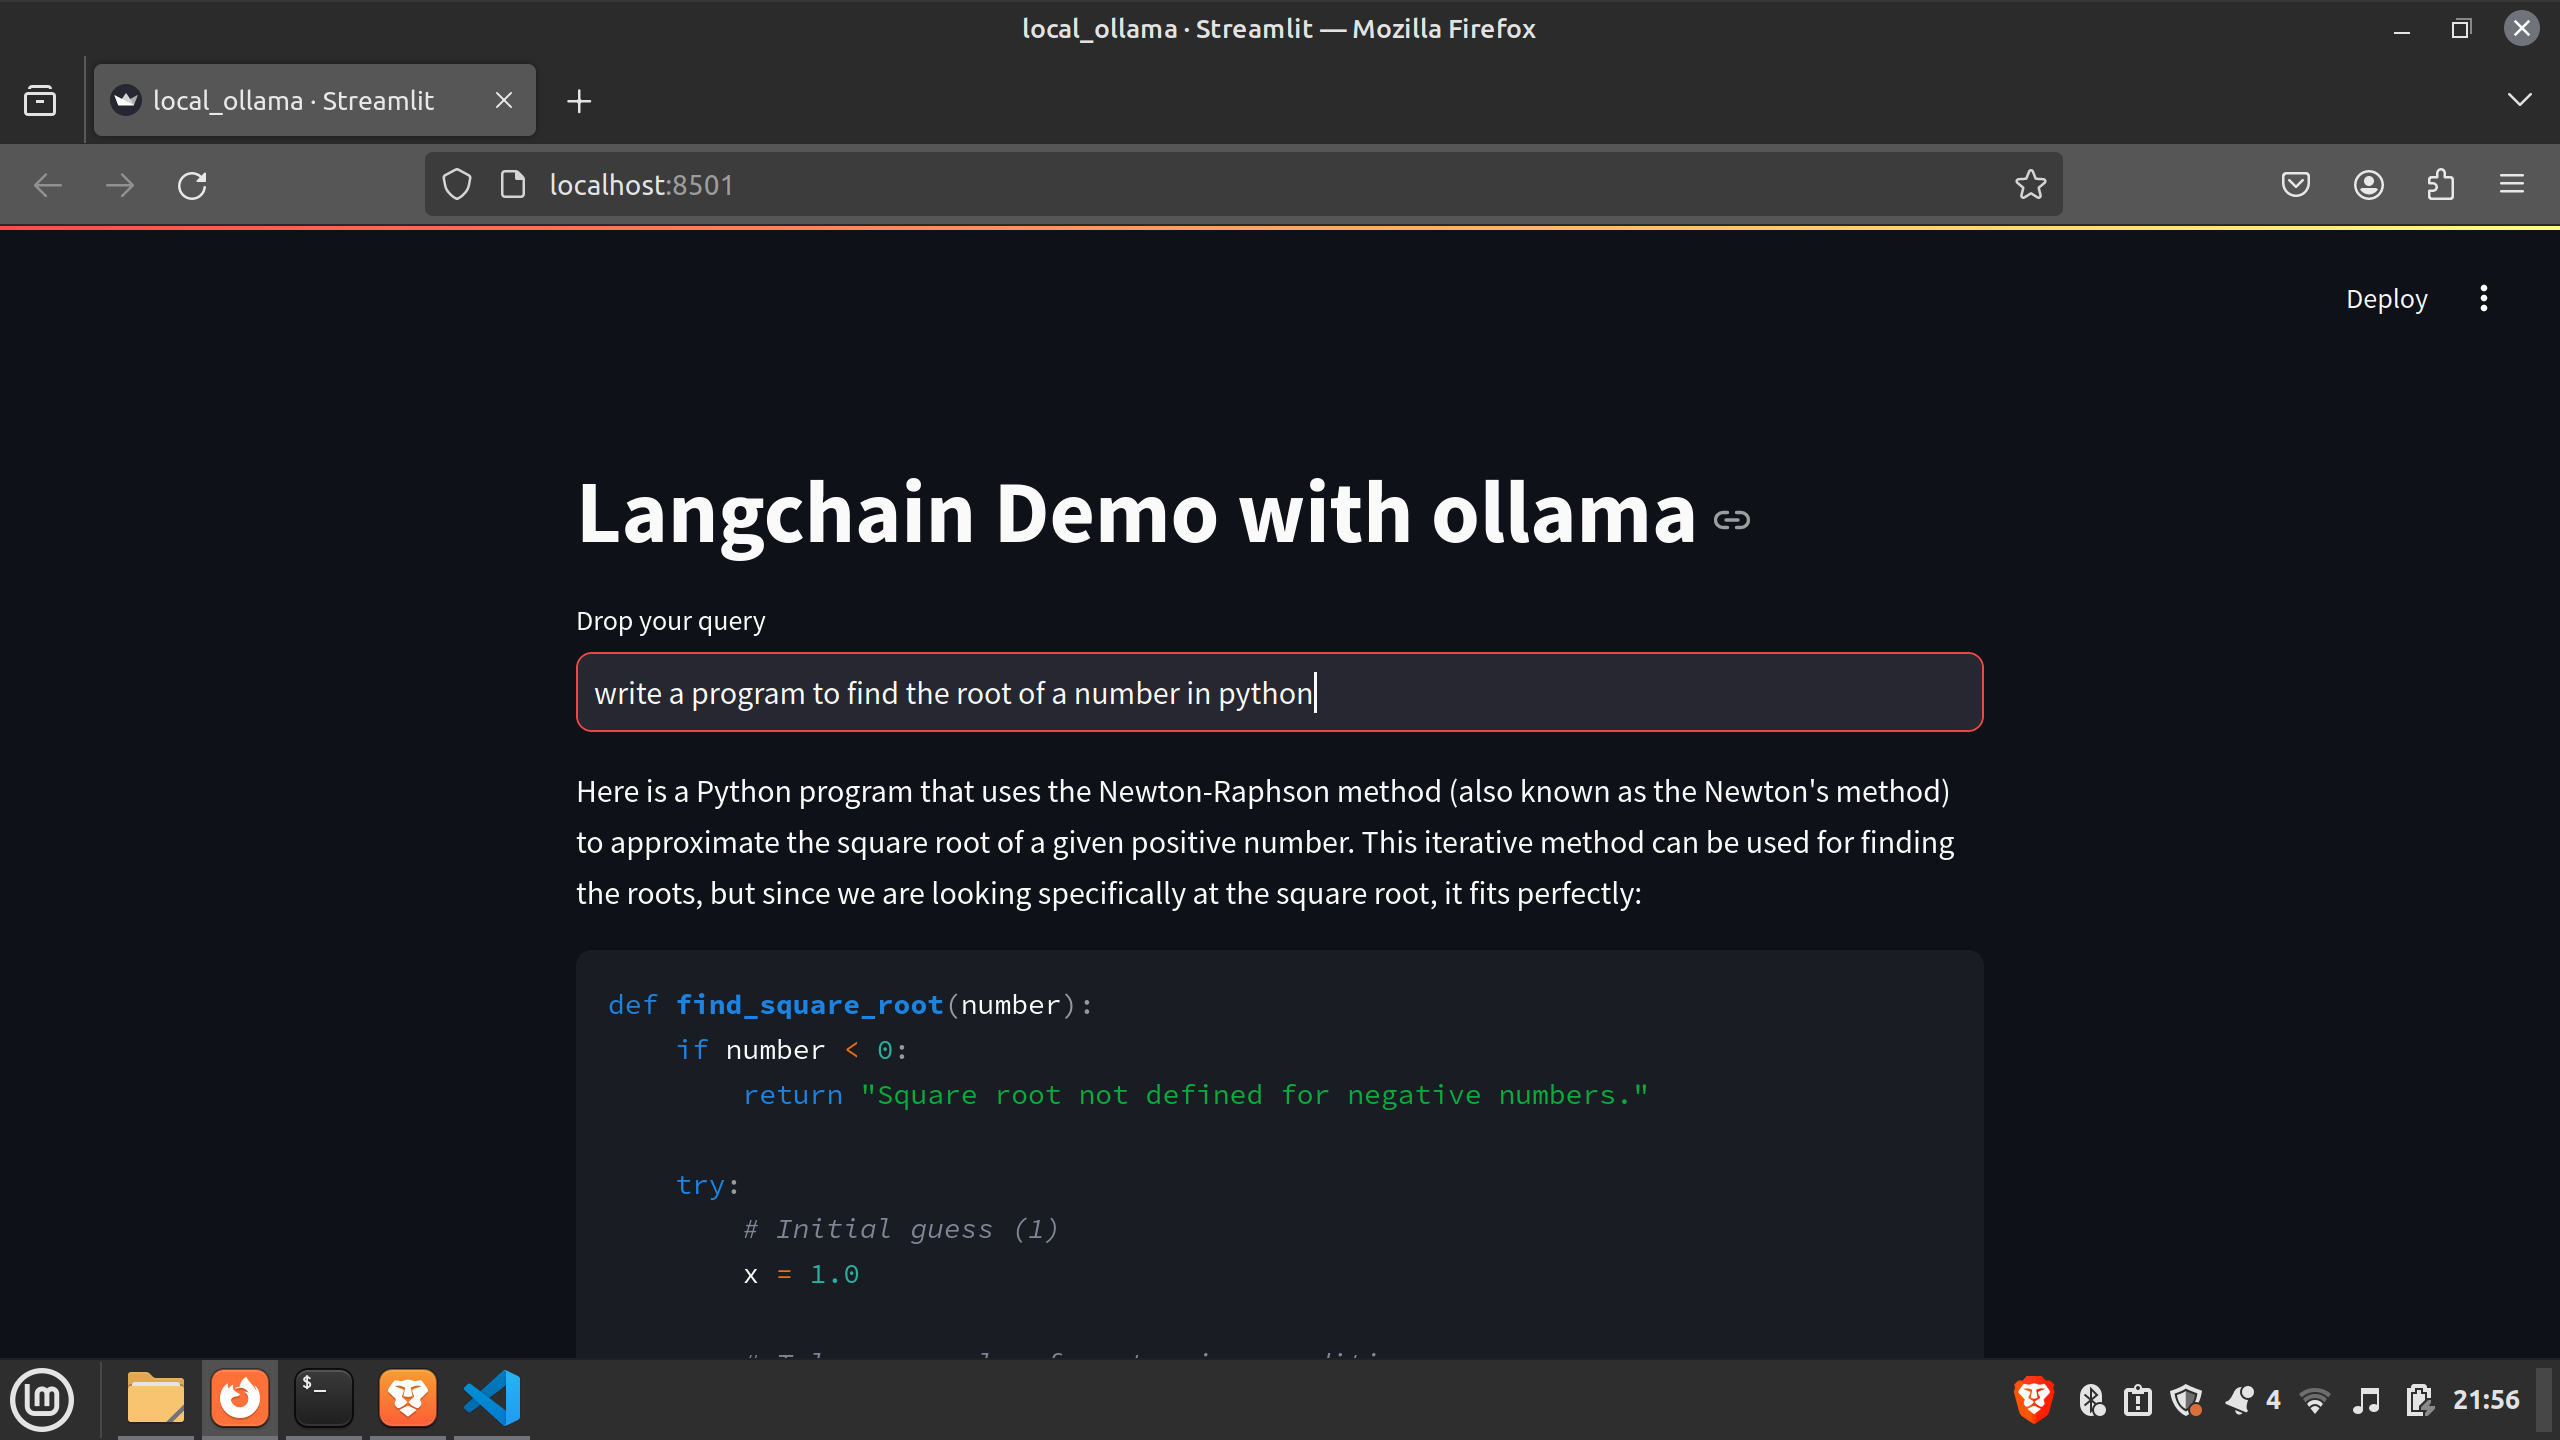 local_ollama · Streamlit — Mozilla Firefox
local_ollama · Streamlit
localhost:8501
Deploy
Langchain Demo with ollama
Drop your query
write a program to find the root of a number in python
Here is a Python program that uses the Newton-Raphson method (also known as the Newton's method)
to approximate the square root of a given positive number. This iterative method can be used for finding
the roots, but since we are looking specifically at the square root, it fits perfectly:
def find_square_root(number):
if number < 0:
return "Square root not defined for negative numbers."
try:
# Initial guess (1)
x = 1.0
$_
4
21:56